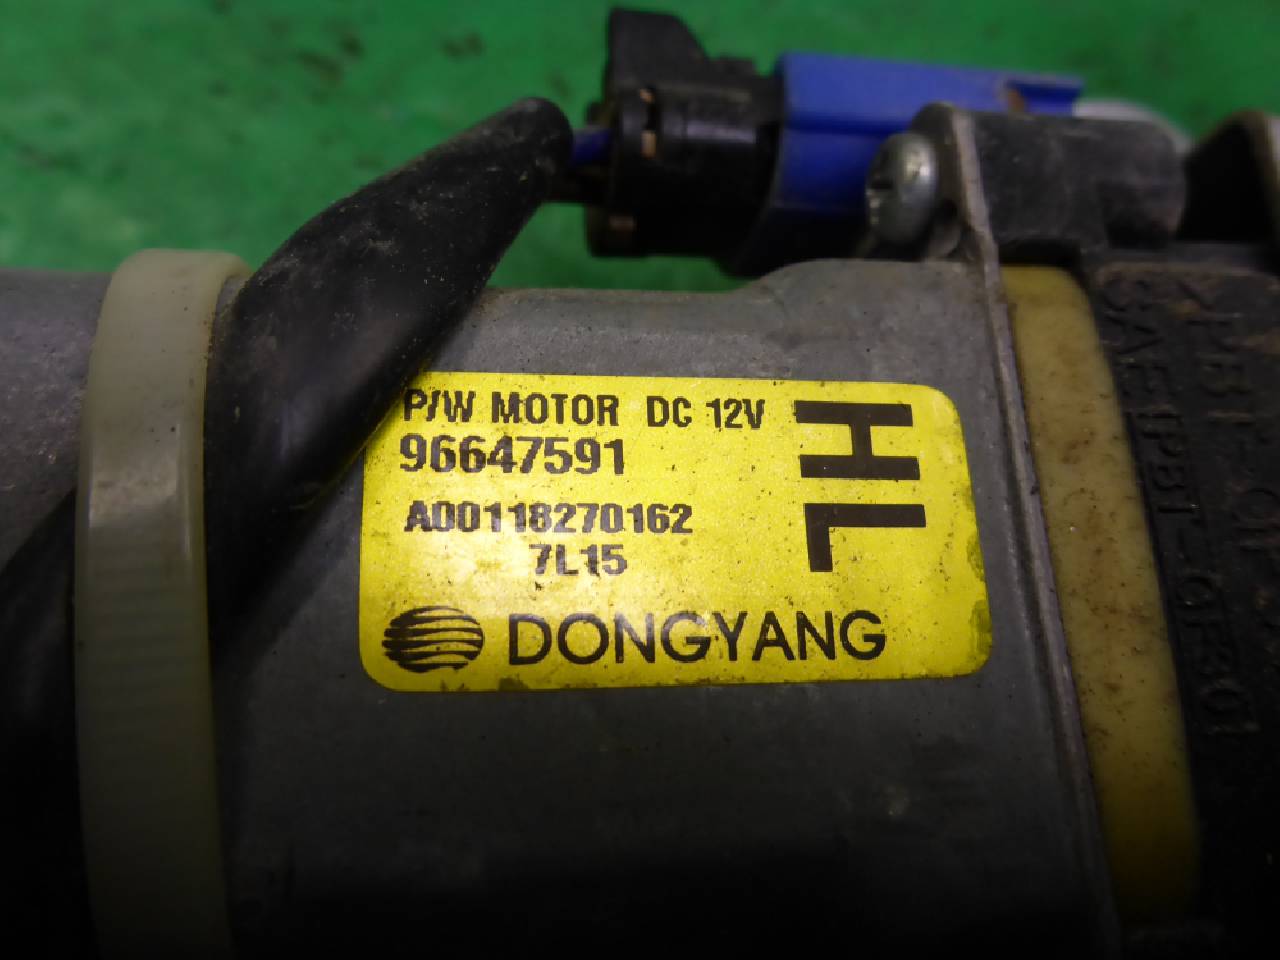 P/W MOTOR DC 12V
96647591
A00118270162
7L15
DONGYANG
HL